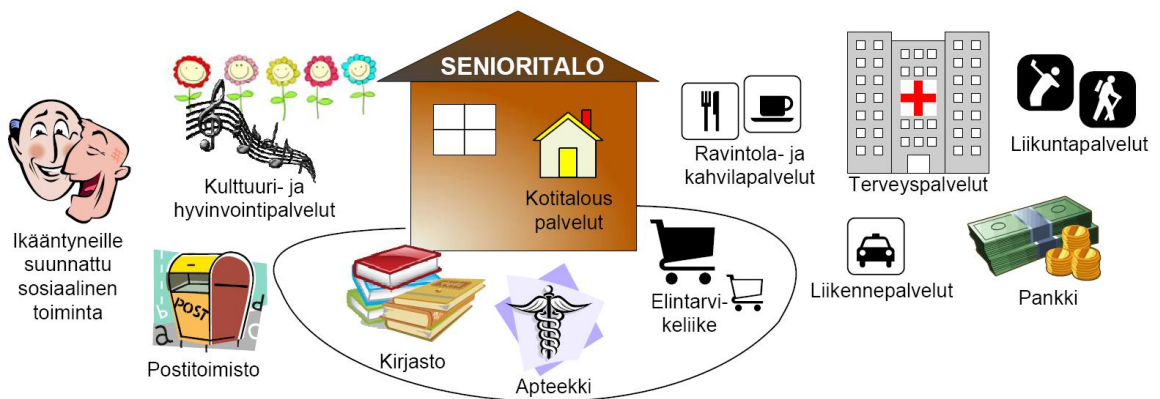 SENIORITALO
Ikääntyneille
suunnattu
sosiaalinen
toiminta
Kulttuuri- ja
hyvinvointipalvelut
Kotitalous
palvelut
Ravintola- ja
kahvilapalvelut
Terveyspalvelut
Liikuntapalvelut
POST
a
b
d
Postitoimisto
Kirjasto
Apteekki
Elintarvi-
keliike
Liikennepalvelut
Pankki